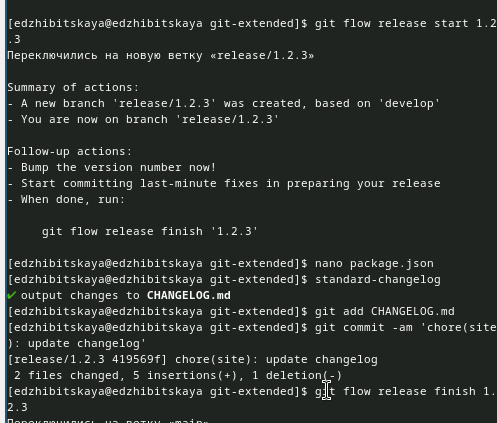 [edzhibitskaya@edzhibitskaya git-extended]$ git flow release start 1.2
.3
Переключились на новую ветку «release/1.2.3»
Summary of actions:
- A new branch 'release/1.2.3' was created, based on 'develop'
- You are now on branch 'release/1.2.3'
Follow-up actions:
- Bump the version number now!
- Start committing last-minute fixes in preparing your release
- When done, run:
git flow release finish '1.2.3'
[edzhibitskaya@edzhibitskaya git-extended]$ nano package.json
[edzhibitskaya@edzhibitskaya git-extended]$ standard-changelog
✔ output changes to CHANGELOG.md
[edzhibitskaya@edzhibitskaya git-extended]$ git add CHANGELOG.md
[edzhibitskaya@edzhibitskaya git-extended]$ git commit -am 'chore(site
): update changelog'
[release/1.2.3 419569f] chore(site): update changelog
2 files changed, 5 insertions(+), 1 deletion(-)
[edzhibitskaya@edzhibitskaya git-extended]$ git flow release finish 1.
2.3
Переключились на ветку «main»